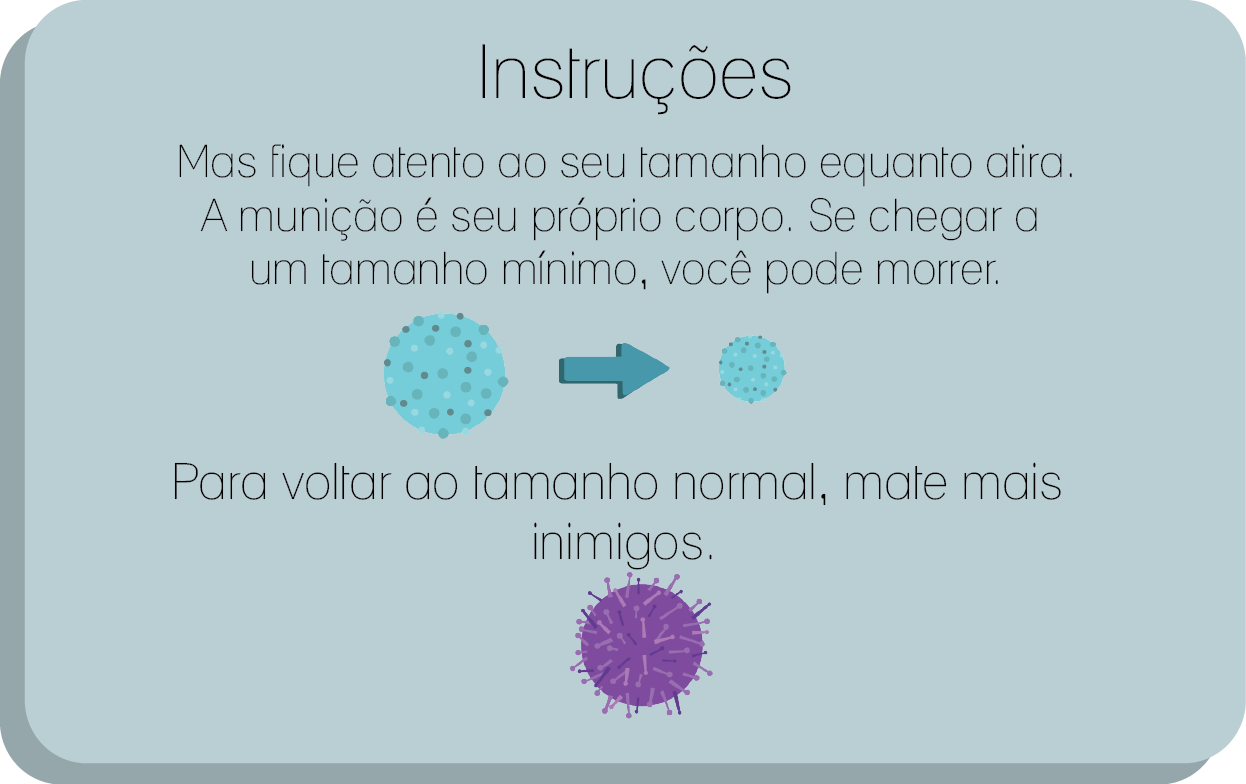 Instruções
Mas fique atento ao seu tamanho equanto atira.
A munição é seu próprio corpo. Se chegar a
um tamanho mínimo, você pode morrer.
Para voltar ao tamanho normal, mate mais
inimigos.